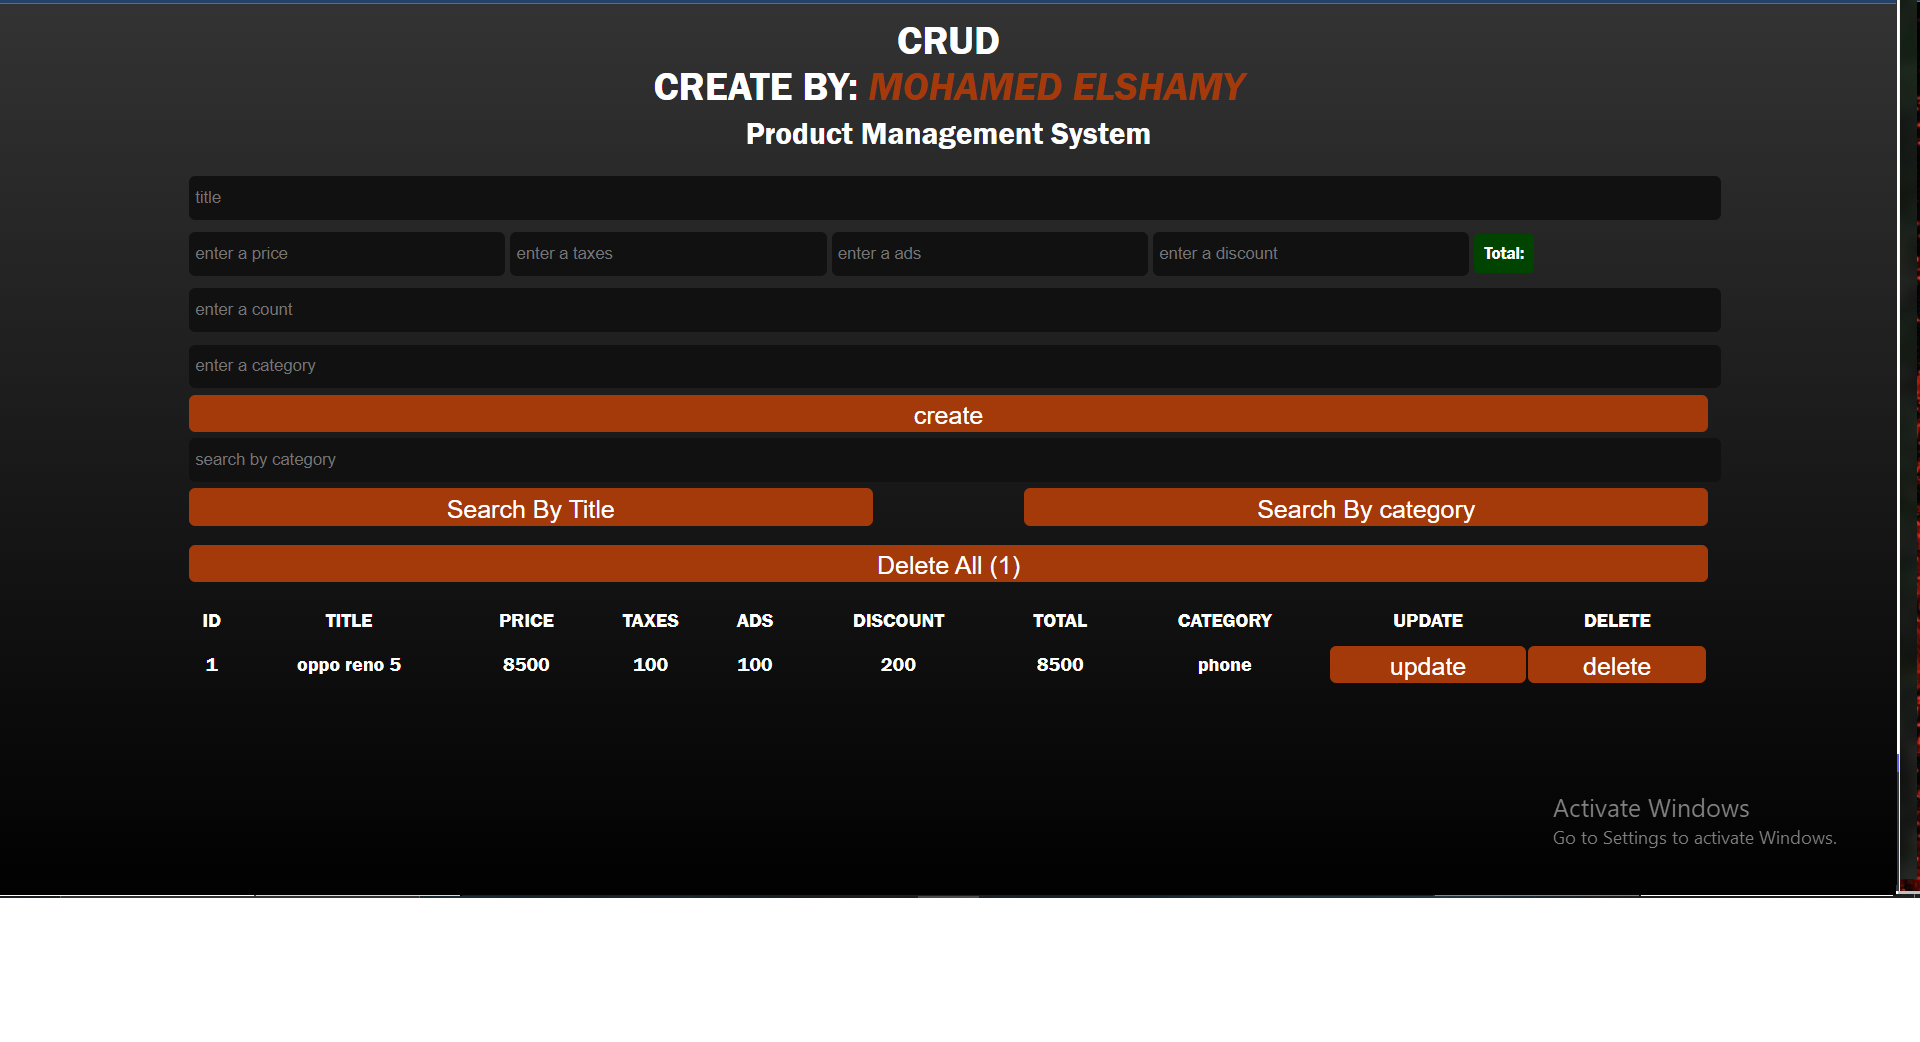 CRUD
CREATE BY: MOHAMED ELSHAMY
Product Management System
title
enter a price enter a taxes enter a ads enter a discount Total:
enter a count
enter a category
create
search by category
Search By Title Search By category
Delete All (1)
ID TITLE PRICE TAXES ADS DISCOUNT TOTAL CATEGORY UPDATE DELETE
1 oppo reno 5 8500 100 100 200 8500 phone update delete
Activate Windows
Go to Settings to activate Windows.